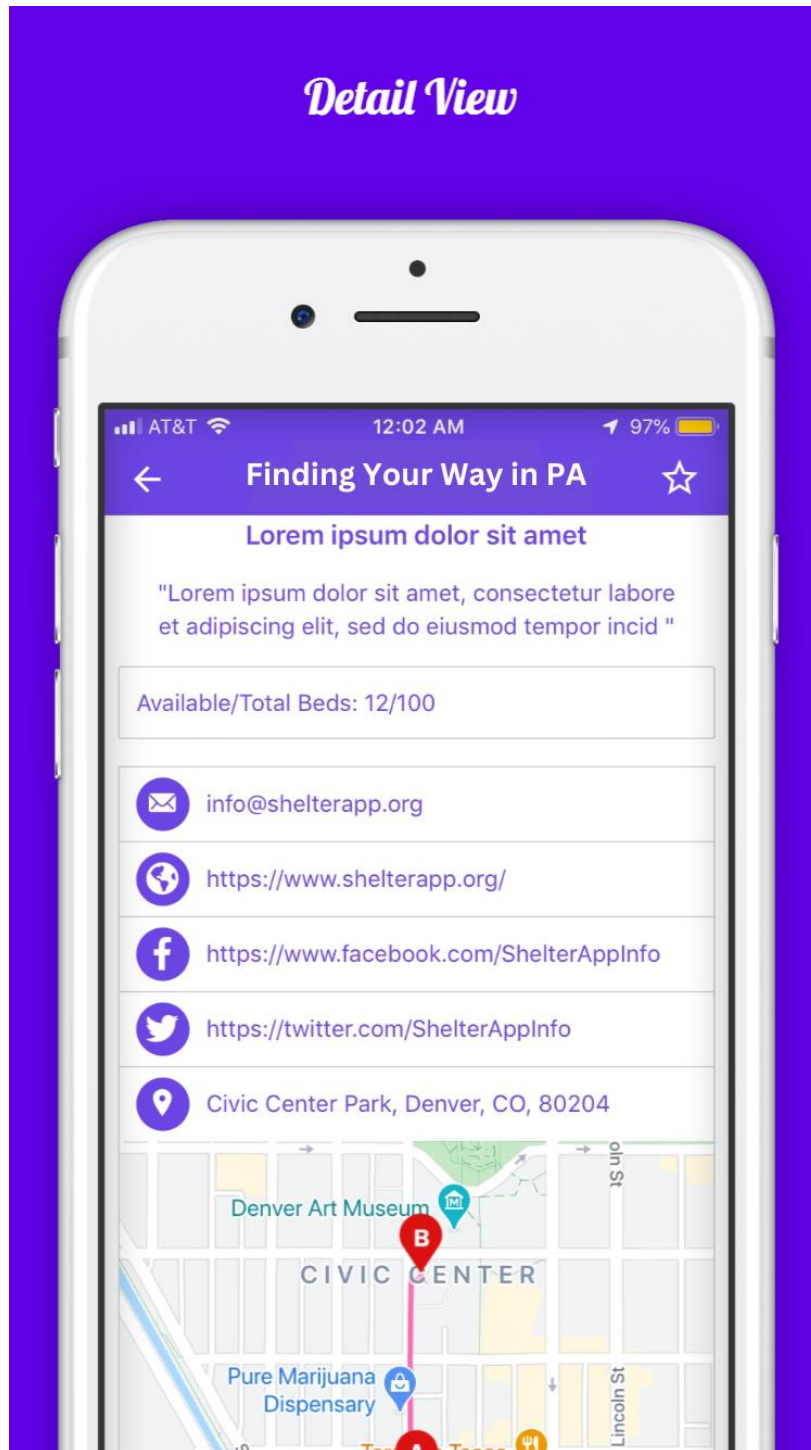 Detail View
AT&T 12:02 AM 97%
Finding Your Way in PA
Lorem ipsum dolor sit amet
"Lorem ipsum dolor sit amet, consectetur labore
et adipiscing elit, sed do eiusmod tempor incid "
Available/Total Beds: 12/100
info@shelterapp.org
https://www.shelterapp.org/
https://www.facebook.com/ShelterAppInfo
https://twitter.com/ShelterAppInfo
Civic Center Park, Denver, CO, 80204
oln St
Denver Art Museum
B
CIVIC CENTER
Pure Marijuana
Dispensary
Lincoln St